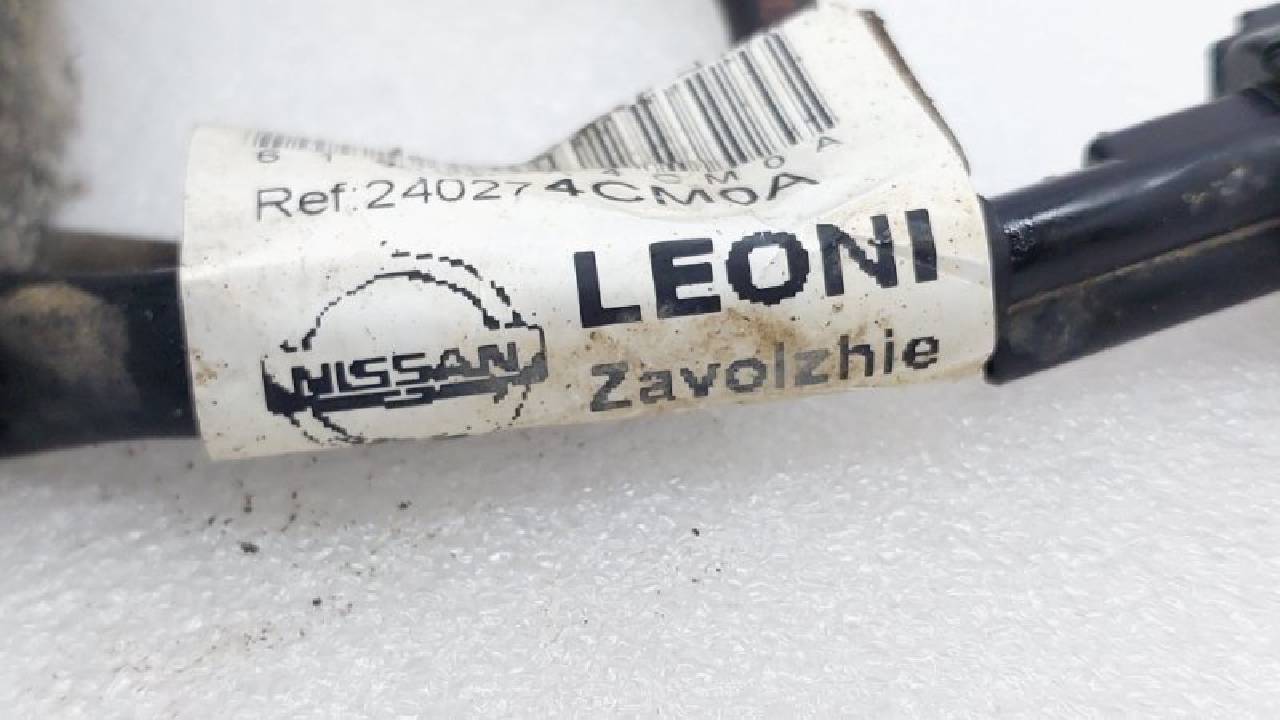 Ref:240274CM0A
LEONI
NISSAN
Zavolzhie